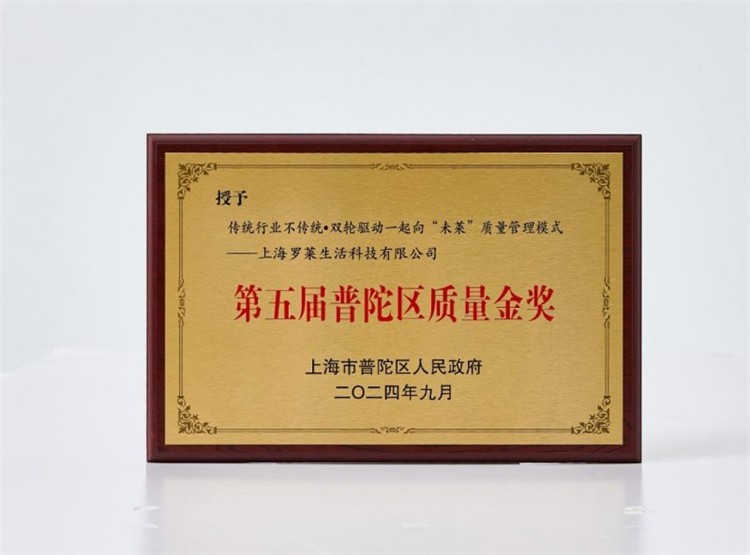 授予
传统行业不传统•双轮驱动一起向“未莱”质量管理模式
——上海罗莱生活科技有限公司
第五届普陀区质量金奖
上海市普陀区人民政府
二〇二四年九月